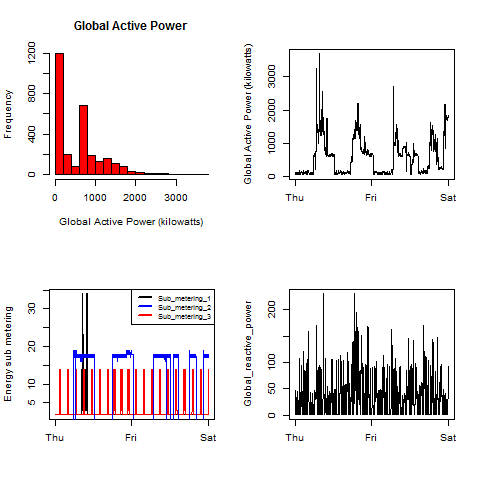 Global Active Power
Frequency
0 400 800 1200
0 1000 2000 3000
Global Active Power (kilowatts)
Global Active Power (kilowatts)
0 1000 2000 3000
Thu Fri Sat
Energy sub metering
5 10 20 30
Sub_metering_1
Sub_metering_2
Sub_metering_3
Thu Fri Sat
Global_reactive_power
0 50 100 200
Thu Fri Sat